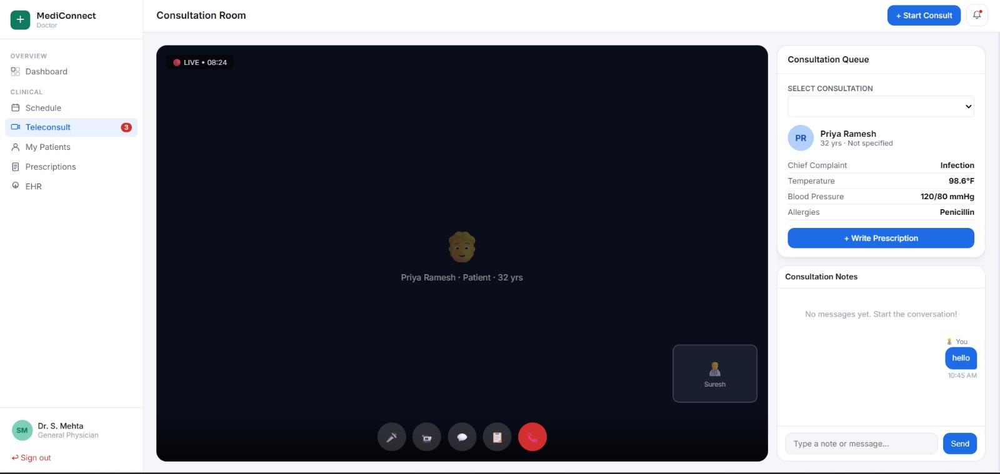 MediConnect
Doctor
OVERVIEW
Dashboard
CLINICAL
Schedule
Teleconsult 3
My Patients
Prescriptions
EHR
SM
Dr. S. Mehta
General Physician
Sign out
Consultation Room
+ Start Consult
LIVE • 08:24
Priya Ramesh · Patient · 32 yrs
Suresh
Consultation Queue
SELECT CONSULTATION
PR
Priya Ramesh
32 yrs · Not specified
Chief Complaint Infection
Temperature 98.6°F
Blood Pressure 120/80 mmHg
Allergies Penicillin
+ Write Prescription
Consultation Notes
No messages yet. Start the conversation!
You
hello
10:45 AM
Type a note or message...
Send